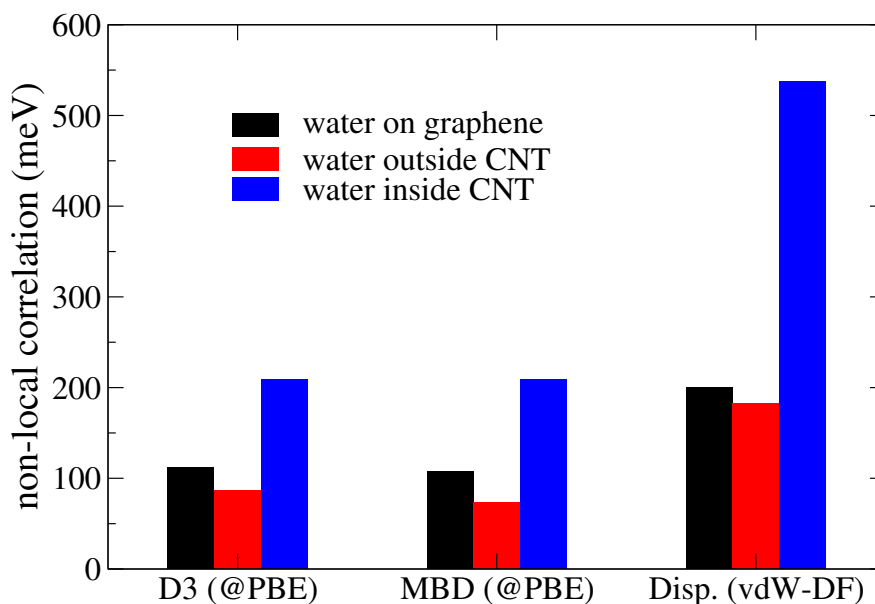 600
500
400
300
200
100
0
non-local correlation (meV)
water on graphene
water outside CNT
water inside CNT
D3 (@PBE)
MBD (@PBE)
Disp. (vdW-DF)